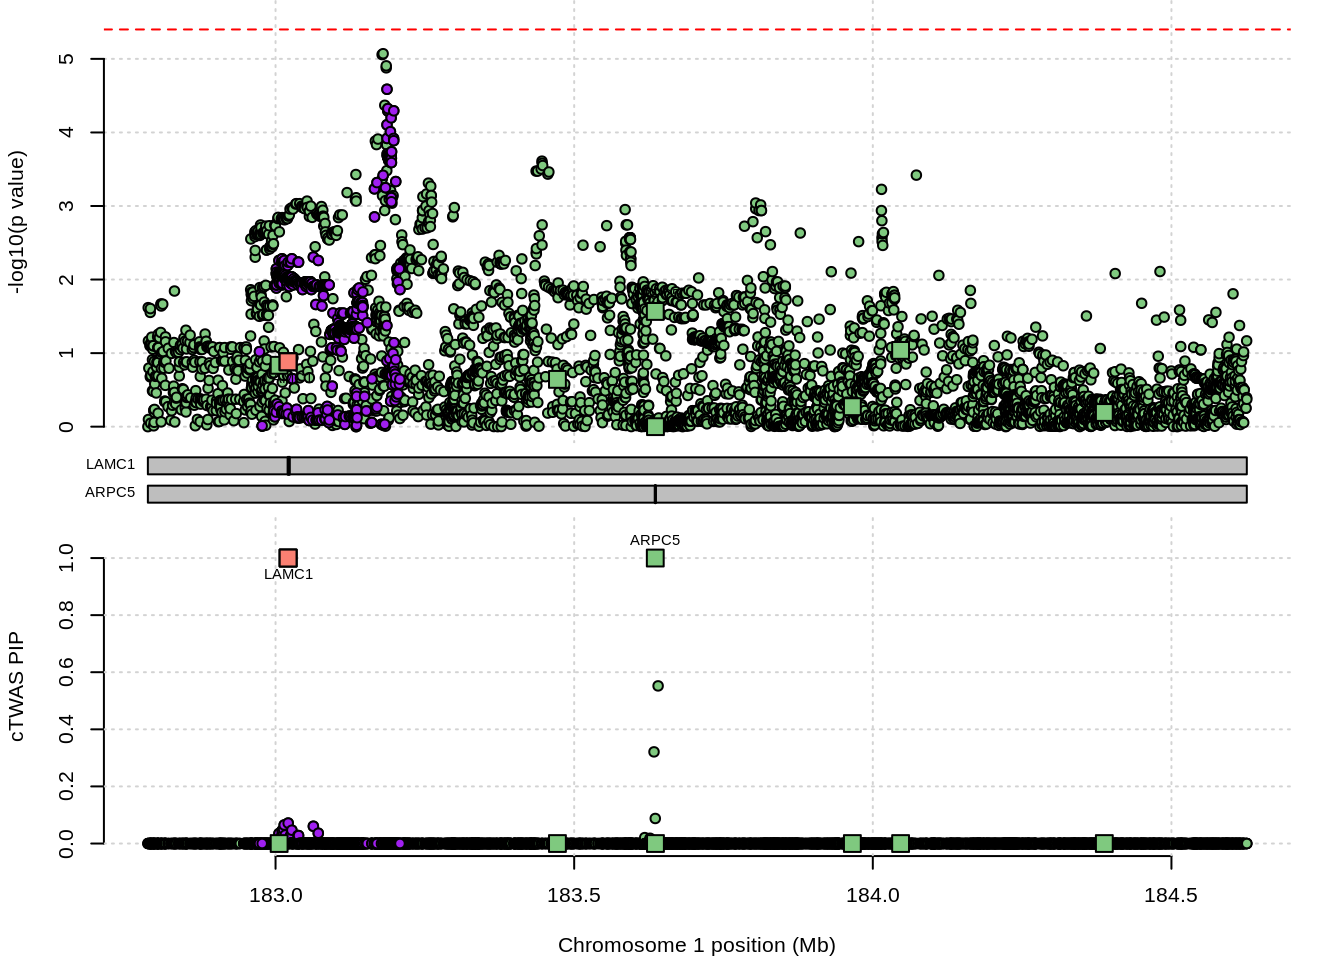 -log10(p value)
5
4
3
2
1
0
LAMC1
ARPC5
cTWAS PIP
1.0
0.8
0.6
0.4
0.2
0.0
ARPC5
LAMC1
183.0 183.5 184.0 184.5
Chromosome 1 position (Mb)